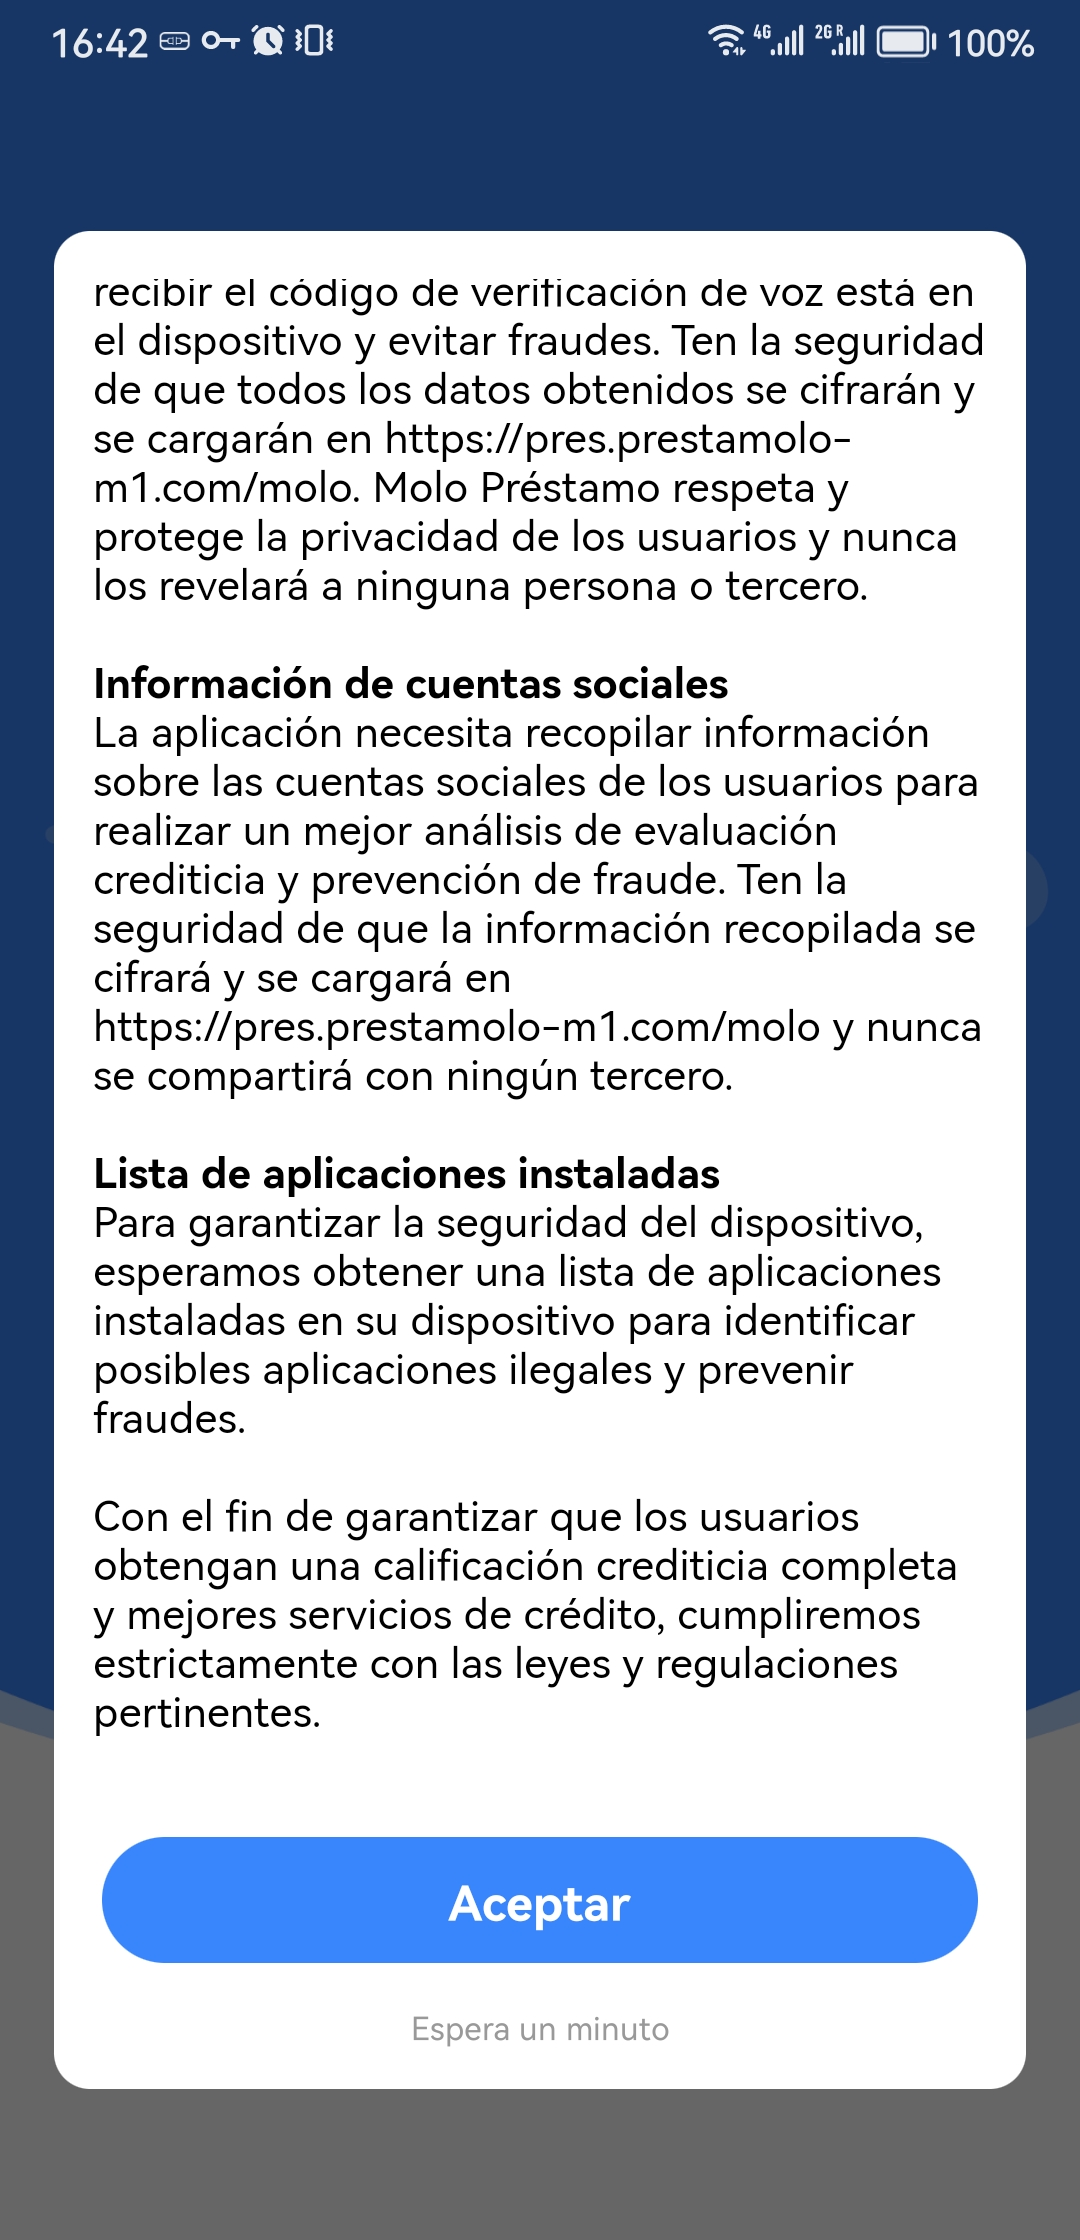 16:42
4G 2G R 100%
recibir el código de verificación de voz está en
el dispositivo y evitar fraudes. Ten la seguridad
de que todos los datos obtenidos se cifrarán y
se cargarán en https://pres.prestamolo-
m1.com/molo. Molo Préstamo respeta y
protege la privacidad de los usuarios y nunca
los revelará a ninguna persona o tercero.
Información de cuentas sociales
La aplicación necesita recopilar información
sobre las cuentas sociales de los usuarios para
realizar un mejor análisis de evaluación
crediticia y prevención de fraude. Ten la
seguridad de que la información recopilada se
cifrará y se cargará en
https://pres.prestamolo-m1.com/molo y nunca
se compartirá con ningún tercero.
Lista de aplicaciones instaladas
Para garantizar la seguridad del dispositivo,
esperamos obtener una lista de aplicaciones
instaladas en su dispositivo para identificar
posibles aplicaciones ilegales y prevenir
fraudes.
Con el fin de garantizar que los usuarios
obtengan una calificación crediticia completa
y mejores servicios de crédito, cumpliremos
estrictamente con las leyes y regulaciones
pertinentes.
Aceptar
Espera un minuto